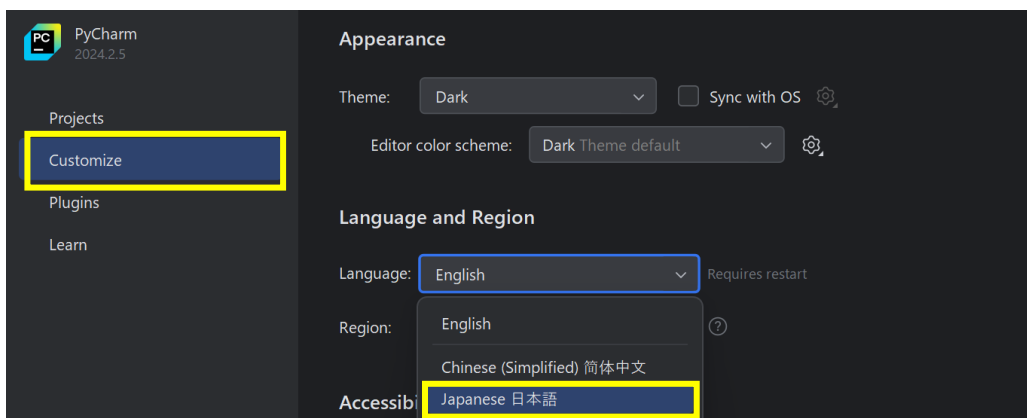 PC
PyCharm
2024.2.5
Projects
Customize
Plugins
Learn
Appearance
Theme: Dark Sync with OS
Editor color scheme: Dark Theme default
Language and Region
Language: English Requires restart
Region: ?
English
Chinese (Simplified) 简体中文
Japanese 日本語
Accessibi